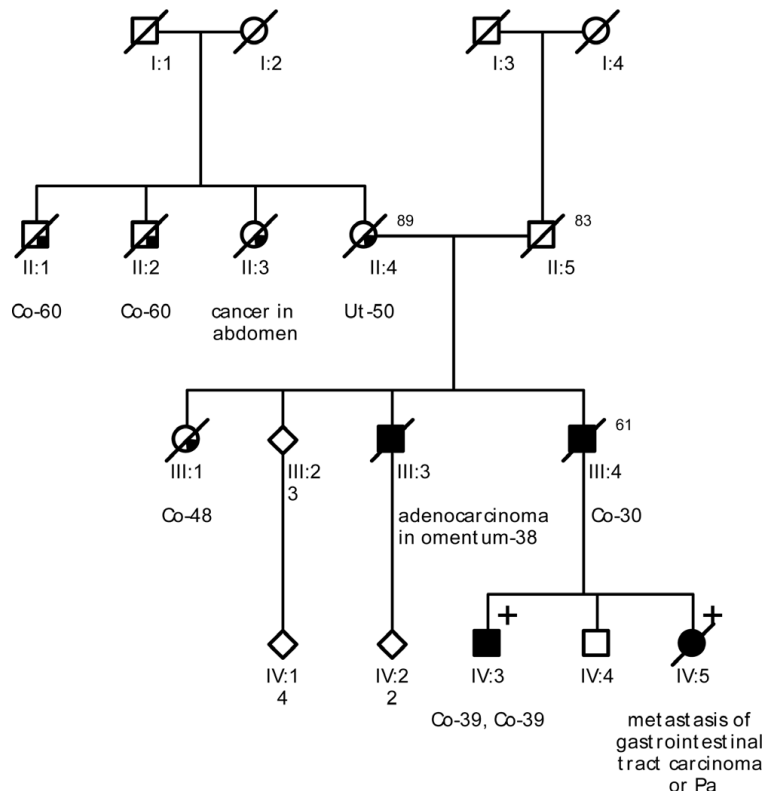 I:1 I:2 I:3 I:4
89 83
II:1 II:2 II:3 II:4 II:5
Co-60 Co-60 cancer in Ut-50
abdomen
61
III:1 III:2 III:3 III:4
3
Co-48 adenocarcinoma Co-30
in omentum-38
+ +
IV:1 IV:2 IV:3 IV:4 IV:5
4 2
Co-39, Co-39 metastasis of
gastrointestinal
tract carcinoma
or Pa